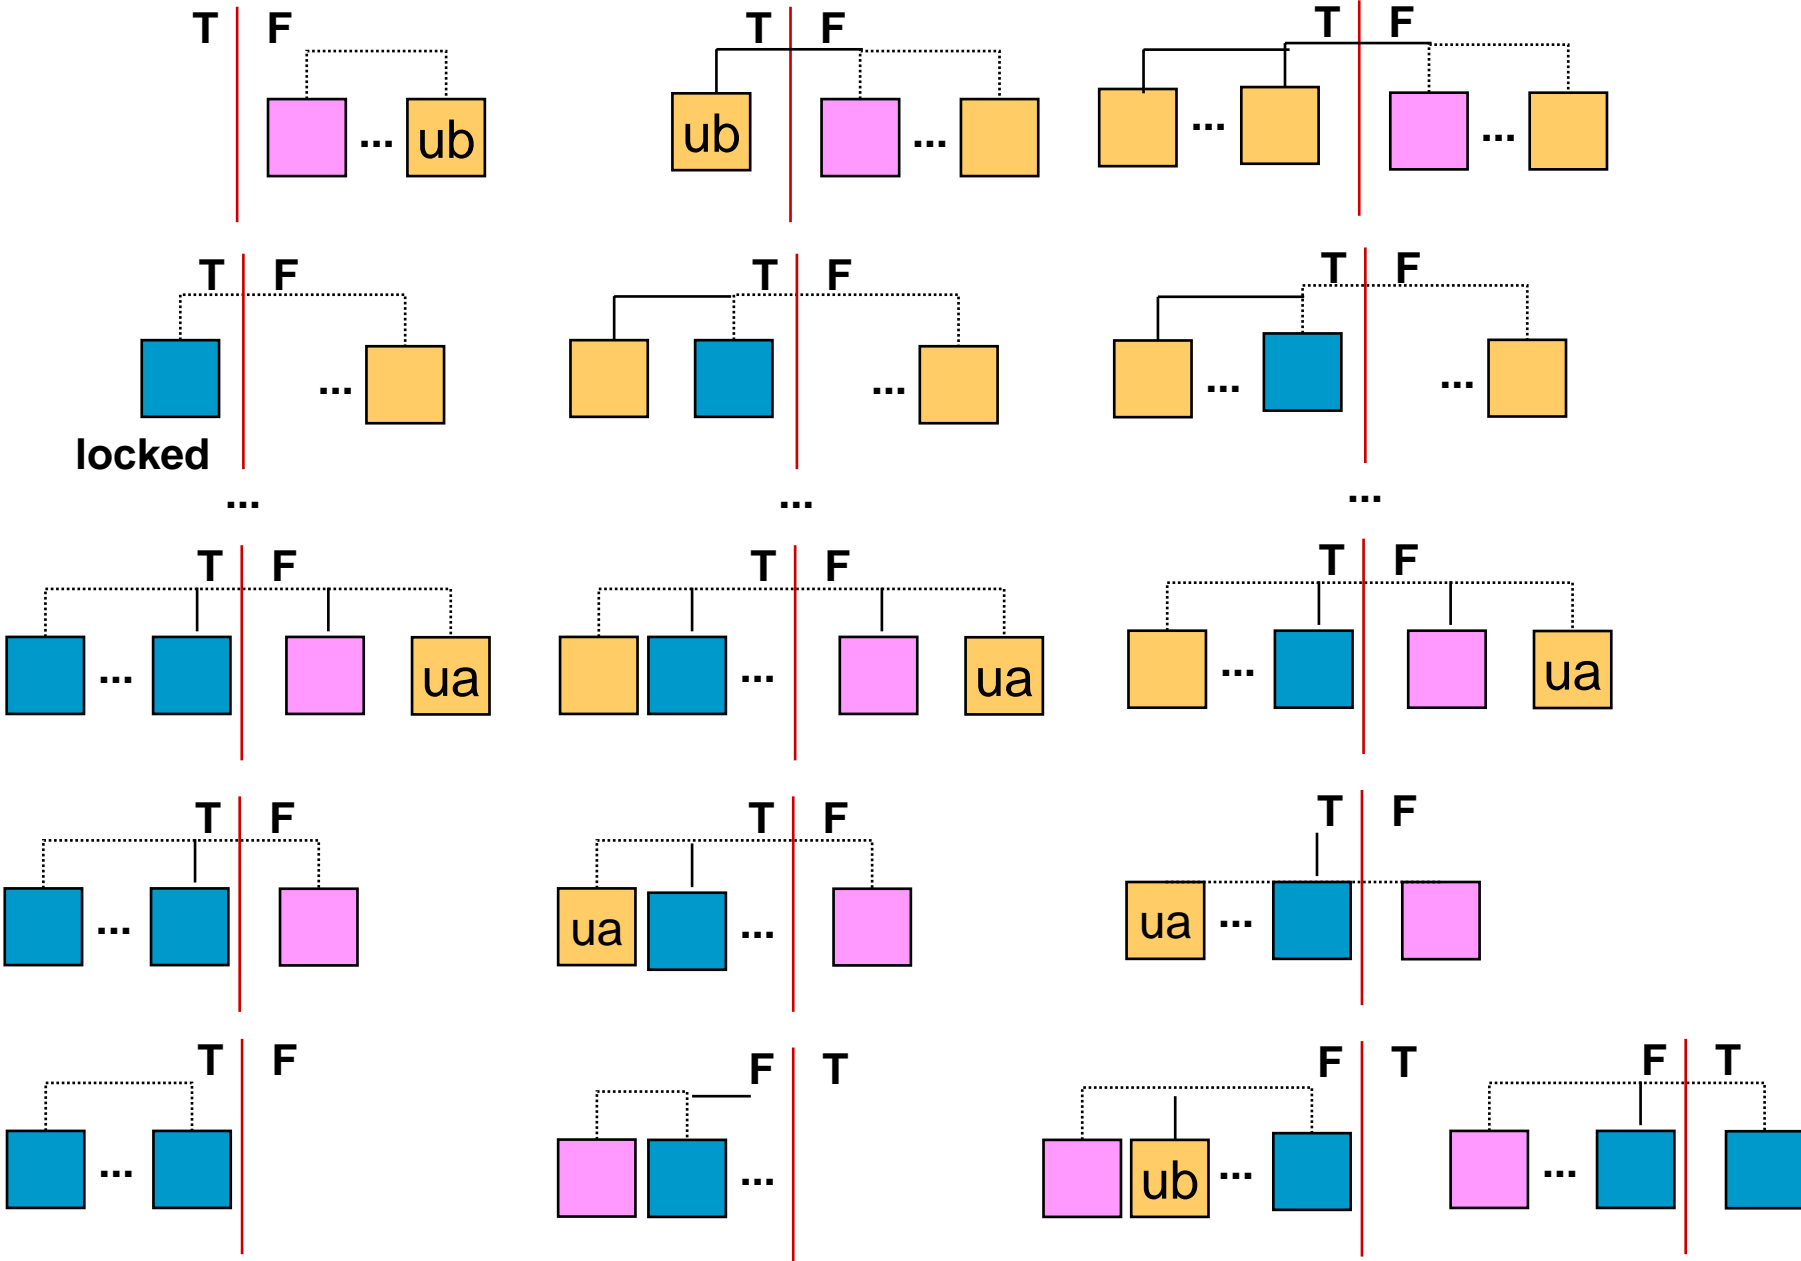 T F T F T F
... ub ub ... ... ...
T F T F T F
... ... ... ...
locked
... ... ...
T F T F T F
... ua ... ua ... ua
T F T F T F
... ua ... ua ...
T F F T F T F T
... ... ub ... ...